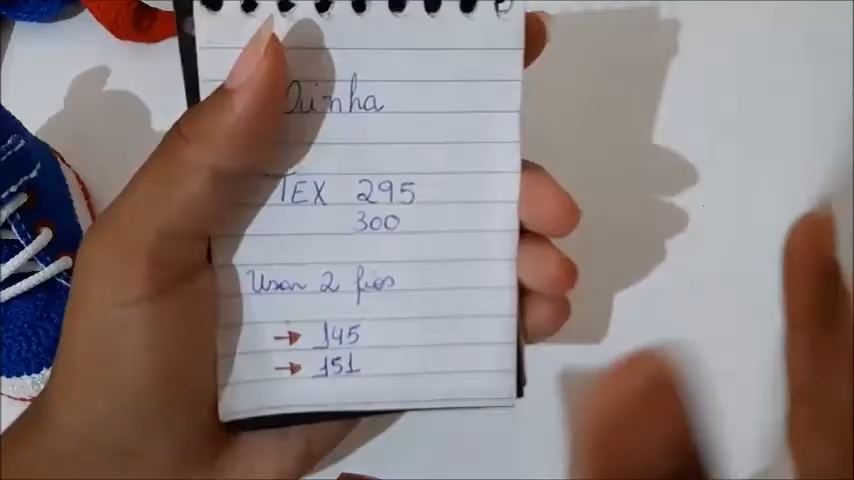 TEX 295
300
Usar 2 fios
→ 145
→ 151